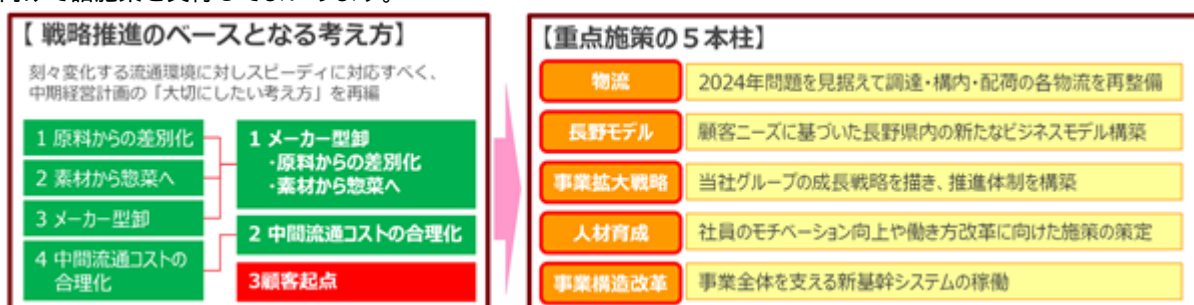 【 戦略推進のベースとなる考え方】
刻々変化する流通環境に対しスピーディに対応すべく、
中期経営計画の「大切にしたい考え方」を再編
1 原料からの差別化
2 素材から惣菜へ
3 メーカー型卸
4 中間流通コストの
合理化
1 メーカー型卸
・原料からの差別化
・素材から惣菜へ
2 中間流通コストの合理化
3顧客起点
【重点施策の５本柱】
物流
2024年問題を見据えて調達・構内・配荷の各物流を再整備
長野モデル
顧客ニーズに基づいた長野県内の新たなビジネスモデル構築
事業拡大戦略
当社グループの成長戦略を描き、推進体制を構築
人材育成
社員のモチベーション向上や働き方改革に向けた施策の策定
事業構造改革
事業全体を支える新基幹システムの稼働